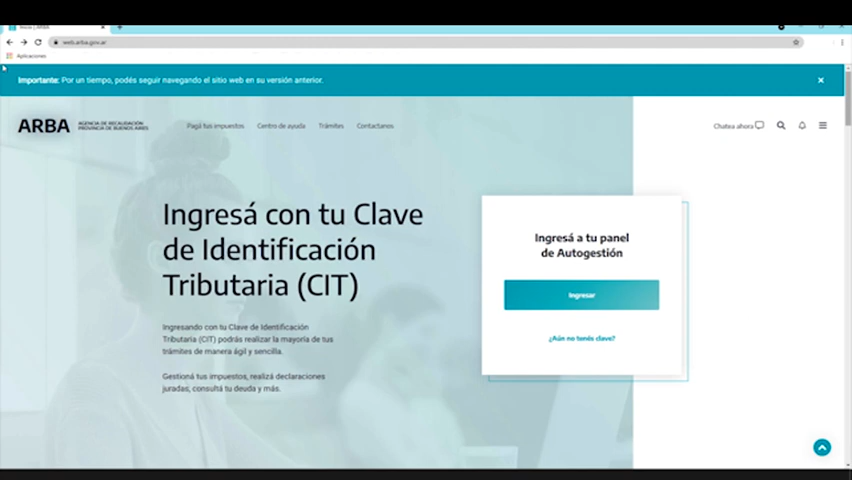 Inicio | ARBA
web.arba.gov.ar
Aplicaciones
Importante: Por un tiempo, podés seguir navegando el sitio web en su versión anterior.
ARBA
AGENCIA DE RECAUDACIÓN
PROVINCIA DE BUENOS AIRES
Pagá tus impuestos Centro de ayuda Trámites Contactanos
Chatea ahora
Ingresá con tu Clave
de Identificación
Tributaria (CIT)
Ingresando con tu Clave de Identificación
Tributaria (CIT) podrás realizar la mayoría de tus
trámites de manera ágil y sencilla.
Gestioná tus impuestos, realizá declaraciones
juradas, consultá tu deuda y más.
Ingresá a tu panel
de Autogestión
Ingresar
¿Aún no tenés clave?